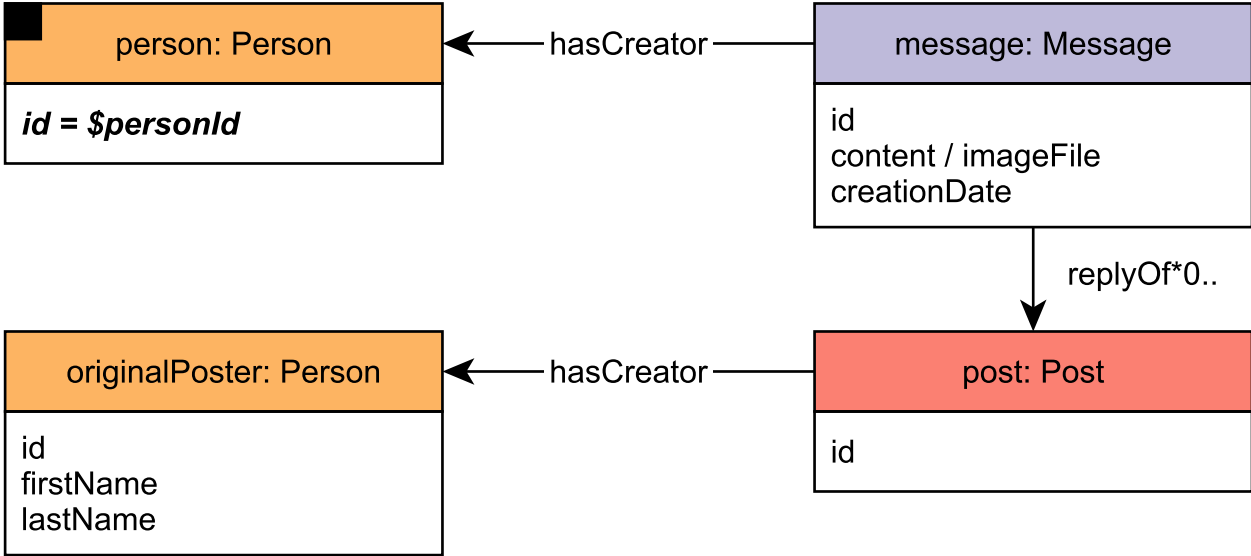 person: Person
hasCreator
message: Message
id = $personId
id
content / imageFile
creationDate
replyOf*0..
originalPoster: Person
hasCreator
post: Post
id
firstName
lastName
id